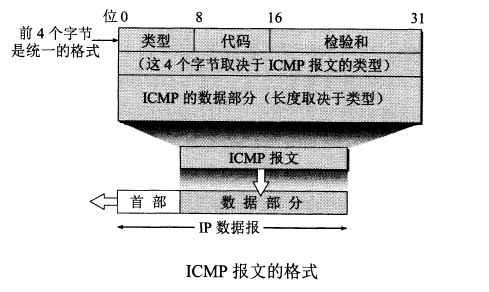 位 0 8 16 31
前 4 个字节
是统一的格式
类型 代码 检验和
(这 4 个字节取决于 ICMP 报文的类型)
ICMP 的数据部分 (长度取决于类型)
ICMP 报文
首 部 数 据 部 分
IP 数据报
ICMP 报文的格式